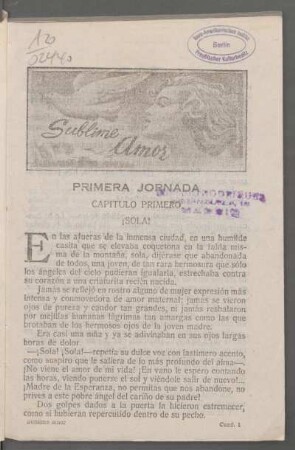 12
0244
Ibero-Amerikanisches Institut
Berlin
Preußischer Kulturbesitz
Sublime
Amor
PRIMERA JORNADA
CAPITULO PRIMERO
¡SOLA!
En las afueras de la inmensa ciudad, en una humilde
casita que se elevaba coquetona en la falda mis-
ma de la montaña, sola, dijérase que abandonada
de todos, una joven, de tan rara hermosura que sólo
los ángeles del cielo pudieran igualarla, estrechaba contra
su corazón a una criaturita recién nacida.
Jamás se reflejó en rostro alguno de mujer expresión más
intensa y conmovedora de amor maternal; jamás se vieron
ojos de pureza y candor tan grandes, ni jamás resbalaron
por mejillas humanas lágrimas tan amargas como las que
brotaban de los hermosos ojos de la joven madre.
Era casi una niña y ya se adivinaban en sus ojos largas
horas de dolor
—¡Sola! ¡Sola!—repetía su dulce voz con lastimero acento,
como suspiro que le saliera de lo más profundo del alma—.
¡No viene el amor de mi vida! ¡En vano le espero contando
las horas, viendo ponerse el sol y viéndole salir de nuevo!...
¡Madre de la Esperanza, no permitas que nos abandone, no
prives a este pobre ángel del cariño de su padre!
Dos golpes dados a la puerta le hicieron estremecer,
como si hubieran repercutido dentro de su pecho.
Cuad. 1